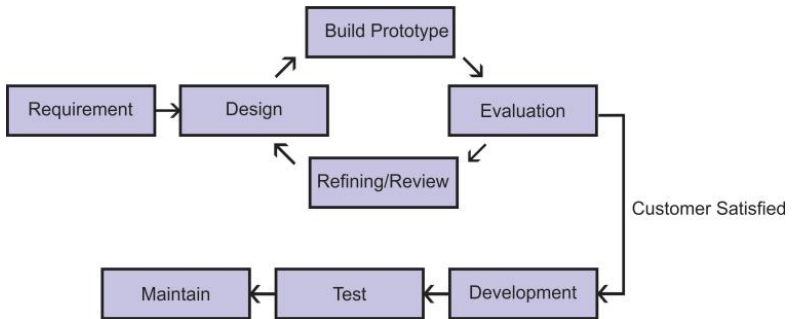 Build Prototype
Requirement
Design
Evaluation
Refining/Review
Customer Satisfied
Maintain
Test
Development